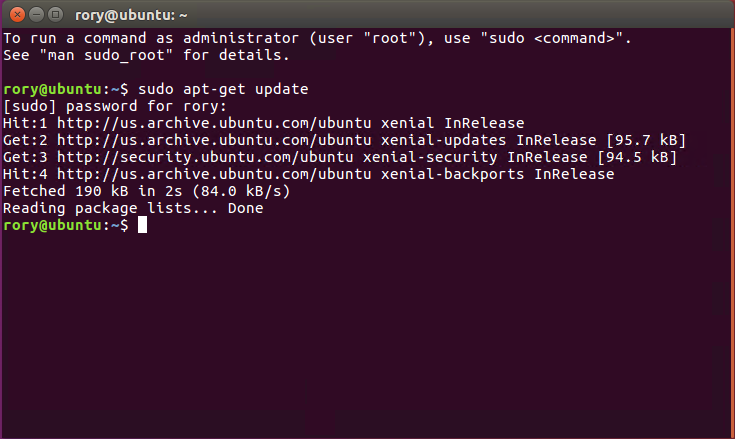 rory@ubuntu: ~
To run a command as administrator (user "root"), use "sudo <command>".
See "man sudo_root" for details.
rory@ubuntu:~$ sudo apt-get update
[sudo] password for rory:
Hit:1 http://us.archive.ubuntu.com/ubuntu xenial InRelease
Get:2 http://us.archive.ubuntu.com/ubuntu xenial-updates InRelease [95.7 kB]
Get:3 http://security.ubuntu.com/ubuntu xenial-security InRelease [94.5 kB]
Hit:4 http://us.archive.ubuntu.com/ubuntu xenial-backports InRelease
Fetched 190 kB in 2s (84.0 kB/s)
Reading package lists... Done
rory@ubuntu:~$